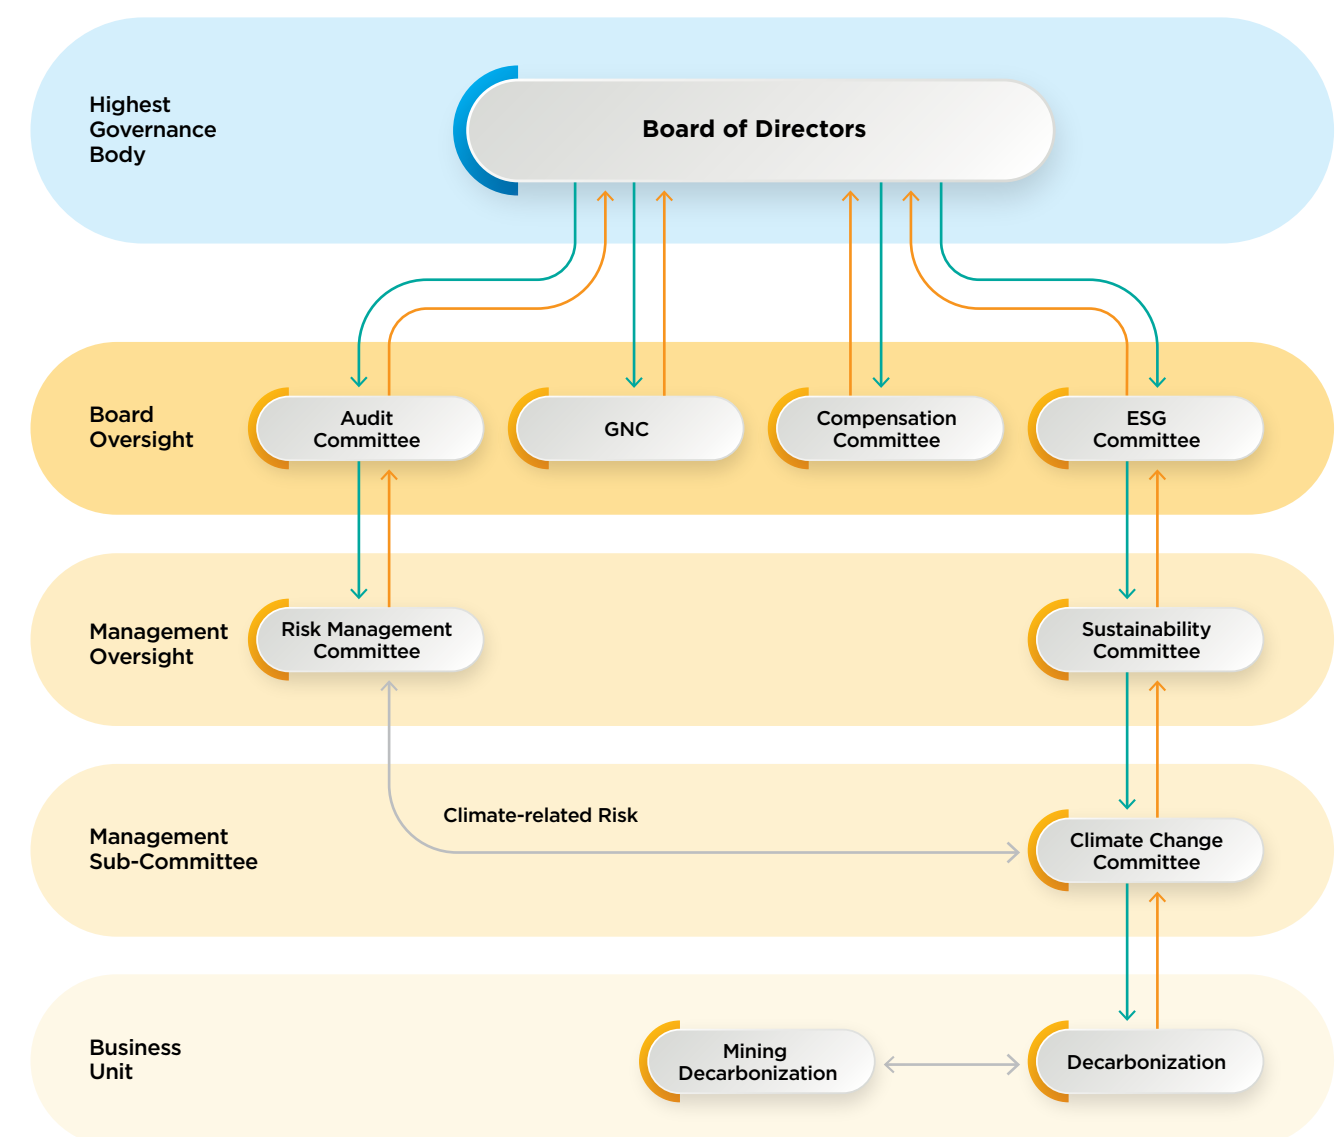 Highest
Governance
Body
Board of Directors
Board
Oversight
Audit
Committee
GNC
Compensation
Committee
ESG
Committee
Management
Oversight
Risk Management
Committee
Sustainability
Committee
Management
Sub-Committee
Climate-related Risk
Climate Change
Committee
Business
Unit
Mining
Decarbonization
Decarbonization